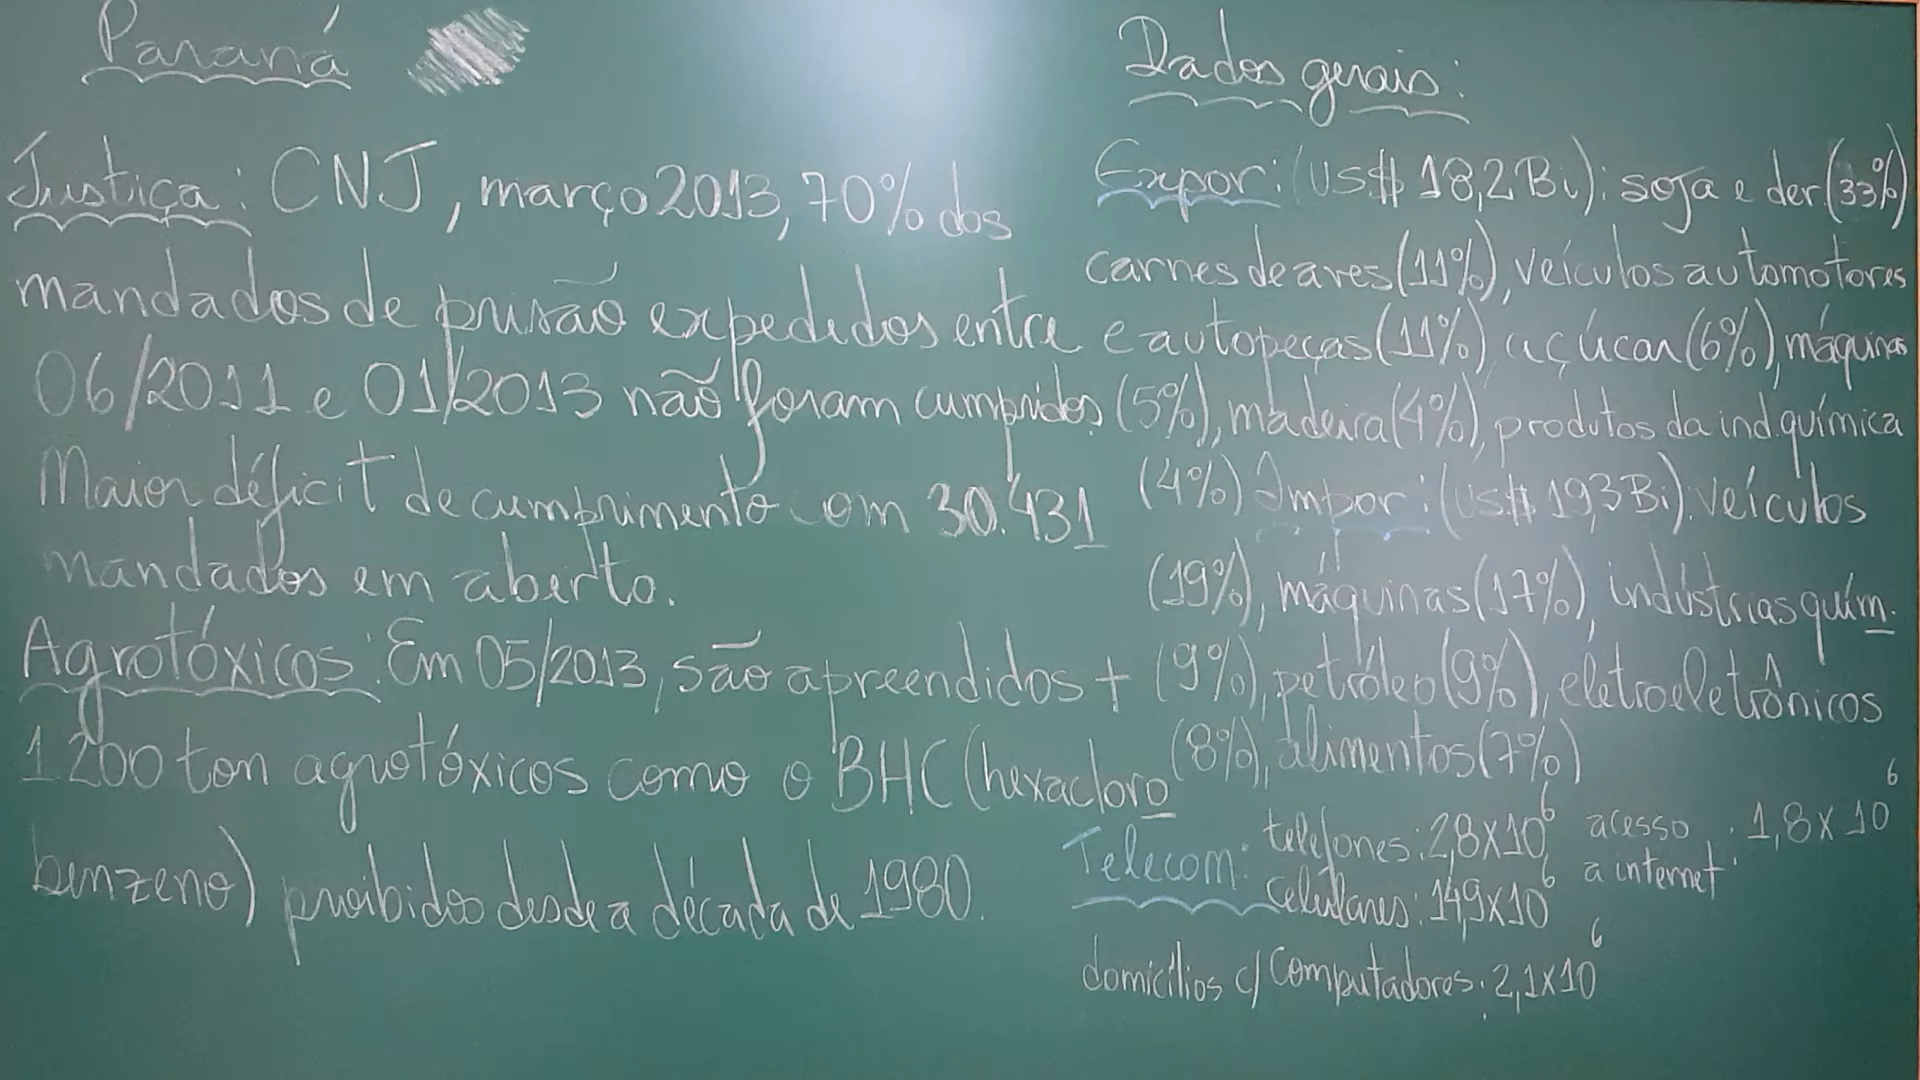 Paraná
Justiça: CNJ, março 2013, 70% dos
mandados de prisão expedidos entre
06/2011 e 01/2013 não foram cumpridos
Maior déficit de cumprimento com 30.431
mandados em aberto.
Agrotóxicos: Em 05/2013, são apreendidos +
1200 ton agrotóxicos como o BHC (hexacloro
benzeno) proibidos desde a década de 1980.
Dados gerais:
Expor: (US$ 18,2 Bi): soja e der. (33%)
carnes de aves (11%), veículos automotores
e autopeças (11%), açúcar (6%), máquinas
(5%), madeira (4%), produtos da ind. química
(4%) Impor: (US$ 19,3 Bi): veículos
(19%), máquinas (17%), indústrias quím.
(9%), petróleo (9%), eletroeletrônicos
(8%), alimentos (7%)
Telecom: telefones: 2,8x10⁶ acesso a internet: 1,8x10⁶
celulares: 14,9x10⁶
domicílios c/ computadores: 2,1x10⁶